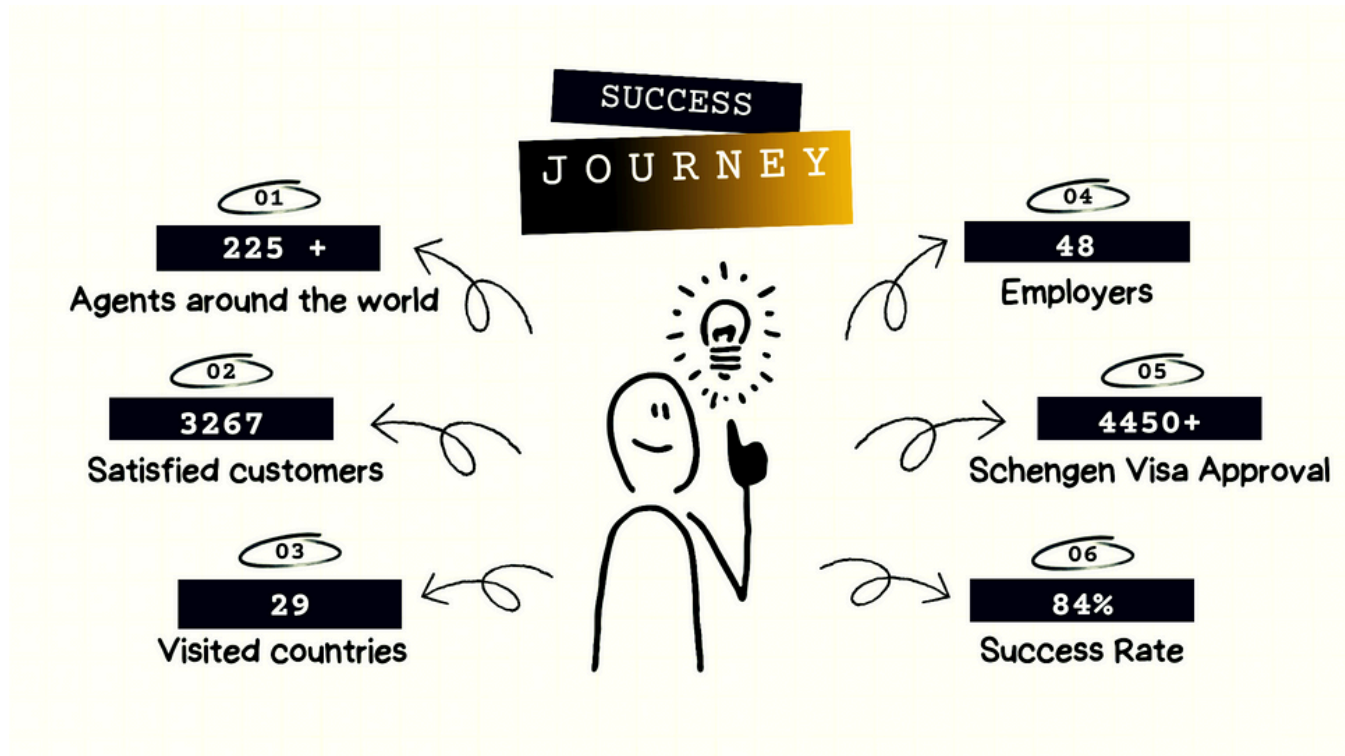 SUCCESS
JOURNEY
01
225 +
Agents around the world
02
3267
Satisfied customers
03
29
Visited countries
04
48
Employers
05
4450+
Schengen Visa Approval
06
84%
Success Rate